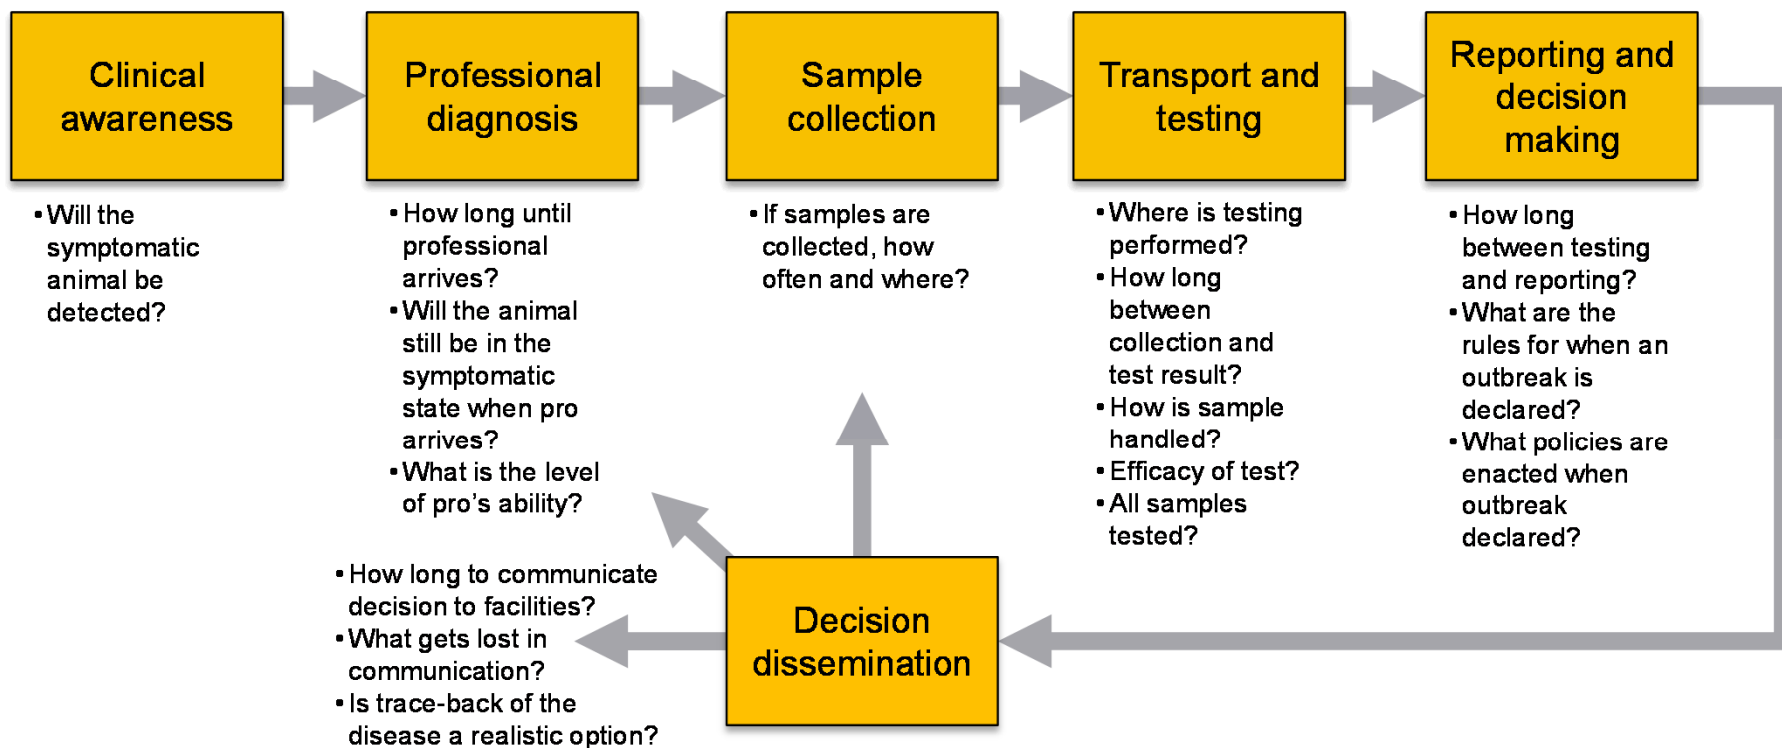 Clinical
awareness
Professional
diagnosis
Sample
collection
Transport and
testing
Reporting and
decision
making
▪ Will the
symptomatic
animal be
detected?
▪ How long until
professional
arrives?
▪ Will the animal
still be in the
symptomatic
state when pro
arrives?
▪ What is the level
of pro's ability?
▪ If samples are
collected, how
often and where?
▪ Where is testing
performed?
▪ How long
between
collection and
test result?
▪ How is sample
handled?
▪ Efficacy of test?
▪ All samples
tested?
▪ How long
between testing
and reporting?
▪ What are the
rules for when an
outbreak is
declared?
▪ What policies are
enacted when
outbreak
declared?
▪ How long to communicate
decision to facilities?
▪ What gets lost in
communication?
▪ Is trace-back of the
disease a realistic option?
Decision
dissemination